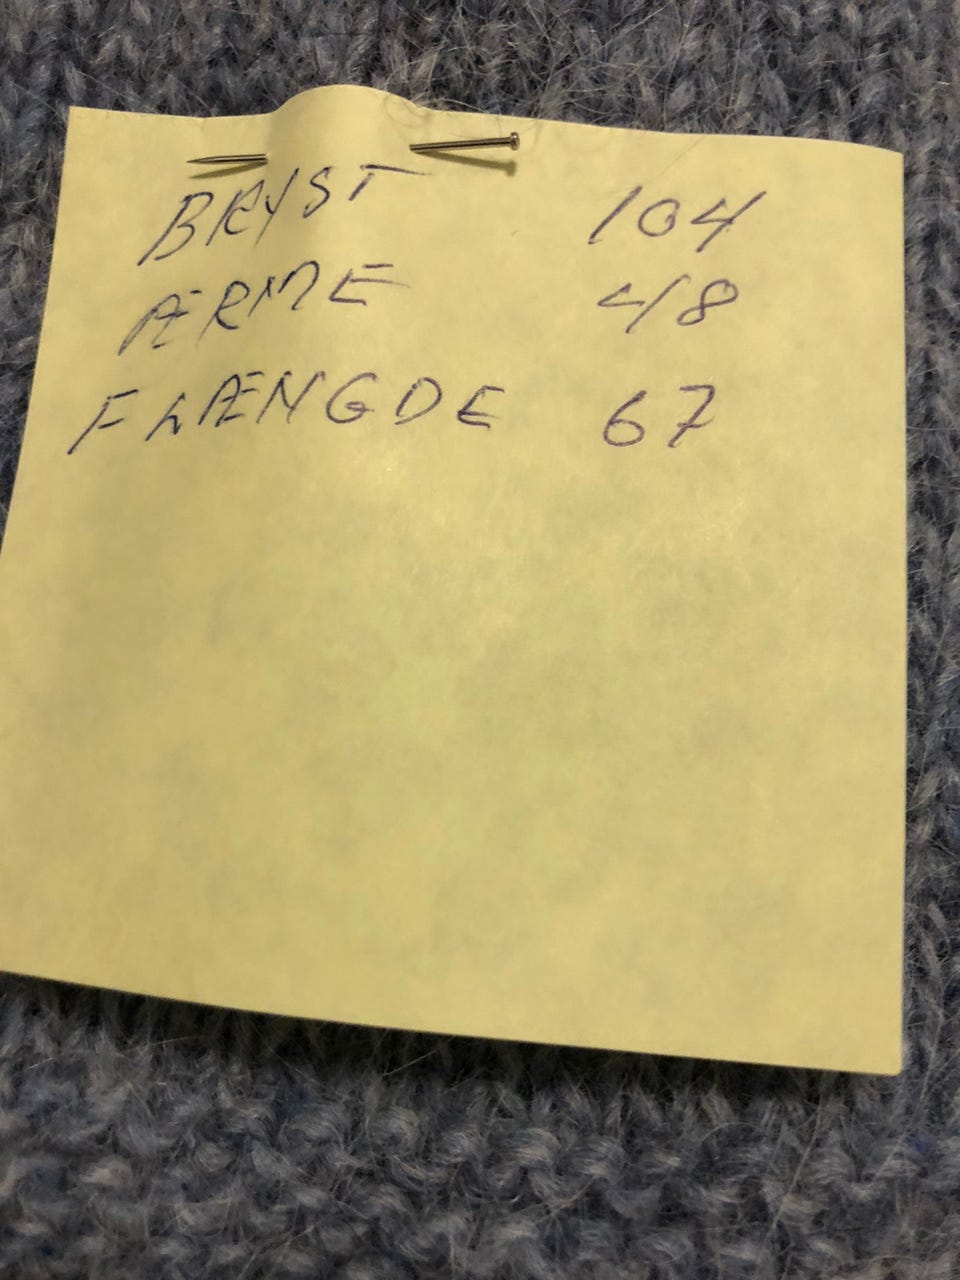 BRYST 104
ÆRME 48
FLÆNGDE 67